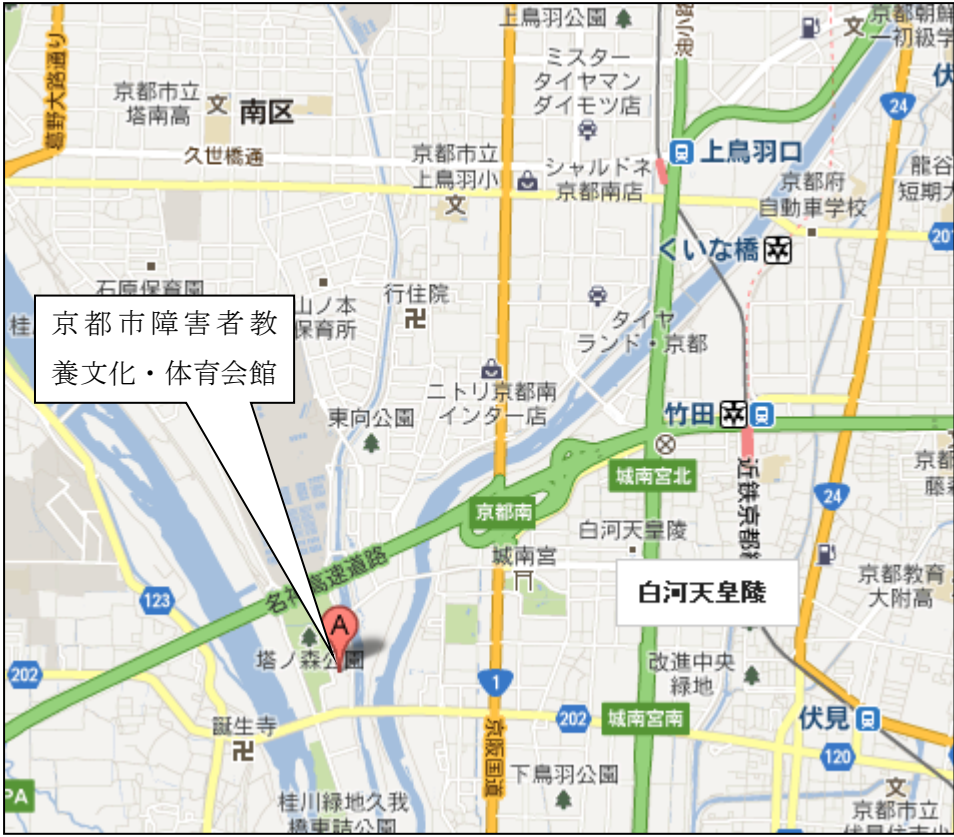 上鳥羽公園
京都朝鮮
一初級学
葛野大路通り
京都市立
塔南高
南区
ミスター
タイヤマン
ダイモツ店
24
久世橋通
京都市立
上鳥羽小
シャルドネ
京都南店
上鳥羽口
京都府
自動車学校
龍谷
短期大
201
くいな橋
石原保育園
山ノ本
保育所
行住院
タイヤ
ランド・京都
京都市障害者教
養文化・体育会館
東向公園
ニトリ京都南
インター店
竹田
城南宮北
近鉄京都線
京都
藤森
24
京都南
白河天皇陵
城南宮
名神高速道路
白河天皇陵
京都教育
大附高
123
A
塔ノ森公園
202
1
改進中央
緑地
誕生寺
202
城南宮南
伏見
120
京阪国道
下鳥羽公園
PA
桂川緑地久我
橋東詰公園
京都市立